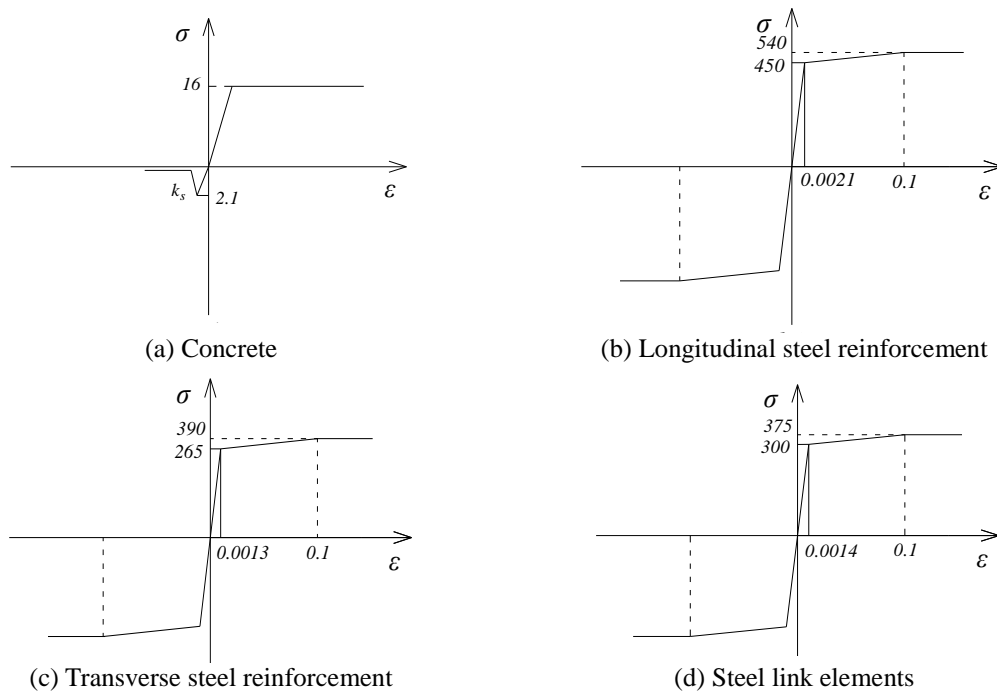 σ
16
k_s
2.1
ε
(a) Concrete
σ
540
450
0.0021
0.1
ε
(b) Longitudinal steel reinforcement
σ
390
265
0.0013
0.1
ε
(c) Transverse steel reinforcement
σ
375
300
0.0014
0.1
ε
(d) Steel link elements